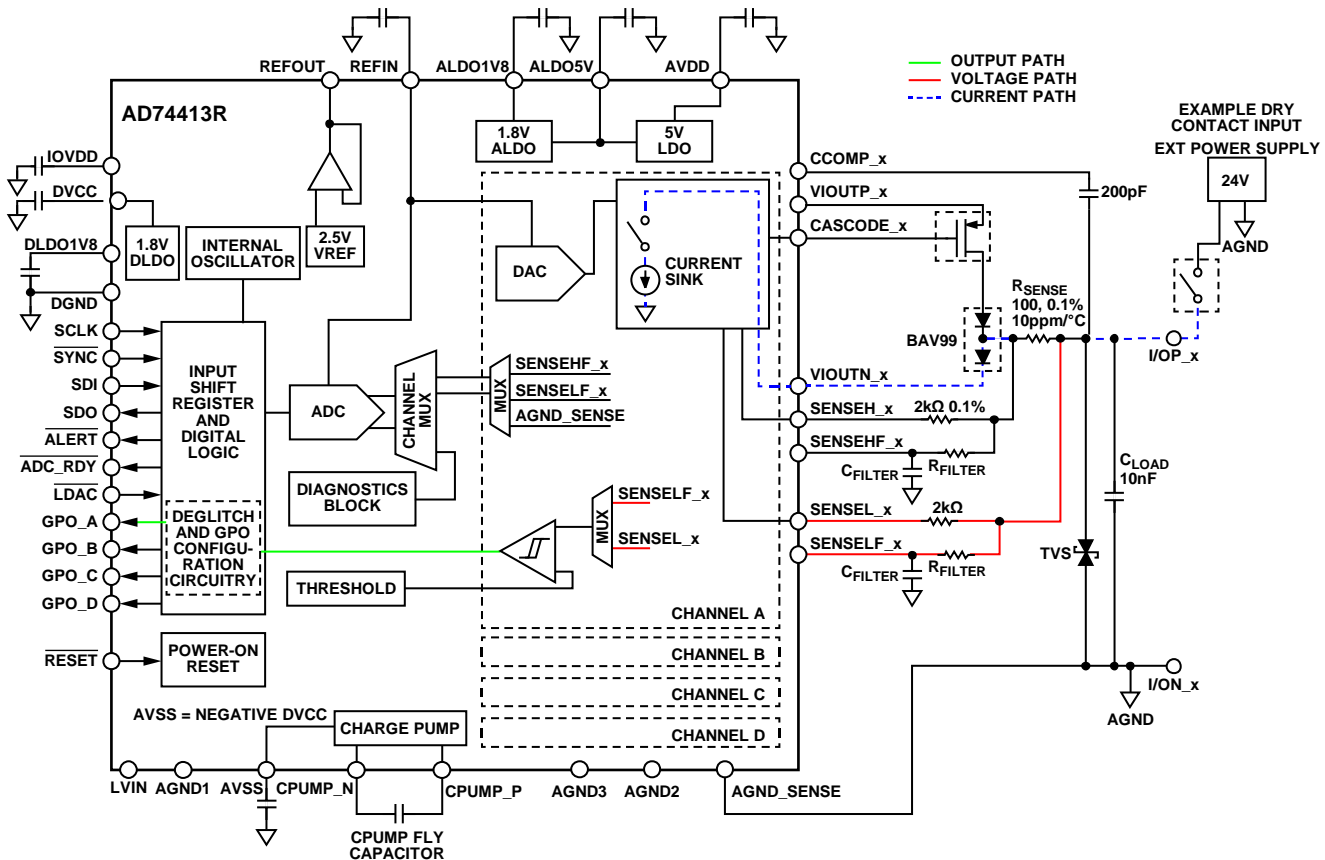 REFOUT
REFIN
ALDO1V8
ALDO5V
AVDD
OUTPUT PATH
VOLTAGE PATH
CURRENT PATH
EXAMPLE DRY
CONTACT INPUT
EXT POWER SUPPLY
24V
AGND
AD74413R
1.8V
ALDO
5V
LDO
IOVDD
DVCC
DLDO1V8
DGND
1.8V
DLDO
INTERNAL
OSCILLATOR
2.5V
VREF
DAC
CURRENT
SINK
CCOMP_x
VIOUTP_x
CASCODE_x
200pF
RSENSE
100, 0.1%
10ppm/°C
BAV99
I/OP_x
VIOUTN_x
SCLK
SYNC
SDI
SDO
ALERT
ADC_RDY
LDAC
GPO_A
GPO_B
GPO_C
GPO_D
RESET
INPUT
SHIFT
REGISTER
AND
DIGITAL
LOGIC
DEGLITCH
AND GPO
CONFIGU-
RATION
CIRCUITRY
POWER-ON
RESET
ADC
CHANNEL
MUX
MUX
SENSEHF_x
SENSELF_x
AGND_SENSE
DIAGNOSTICS
BLOCK
THRESHOLD
MUX
SENSELF_x
SENSEL_x
SENSEH_x
2kΩ 0.1%
SENSEHF_x
CFILTER
RFILTER
SENSEL_x
2kΩ
SENSELF_x
CFILTER
RFILTER
CLOAD
10nF
TVS
CHANNEL A
CHANNEL B
CHANNEL C
CHANNEL D
I/ON_x
AGND
AVSS = NEGATIVE DVCC
CHARGE PUMP
LVIN
AGND1
AVSS
CPUMP_N
CPUMP_P
AGND3
AGND2
AGND_SENSE
CPUMP FLY
CAPACITOR